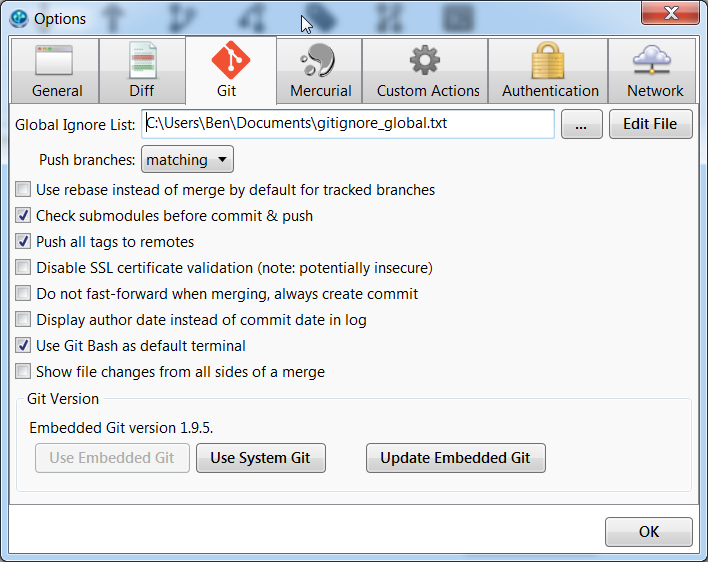 Options
General Diff Git Mercurial Custom Actions Authentication Network
Global Ignore List: C:\Users\Ben\Documents\gitignore_global.txt ... Edit File
Push branches: matching
Use rebase instead of merge by default for tracked branches
Check submodules before commit & push
Push all tags to remotes
Disable SSL certificate validation (note: potentially insecure)
Do not fast-forward when merging, always create commit
Display author date instead of commit date in log
Use Git Bash as default terminal
Show file changes from all sides of a merge
Git Version
Embedded Git version 1.9.5.
Use Embedded Git Use System Git Update Embedded Git
OK